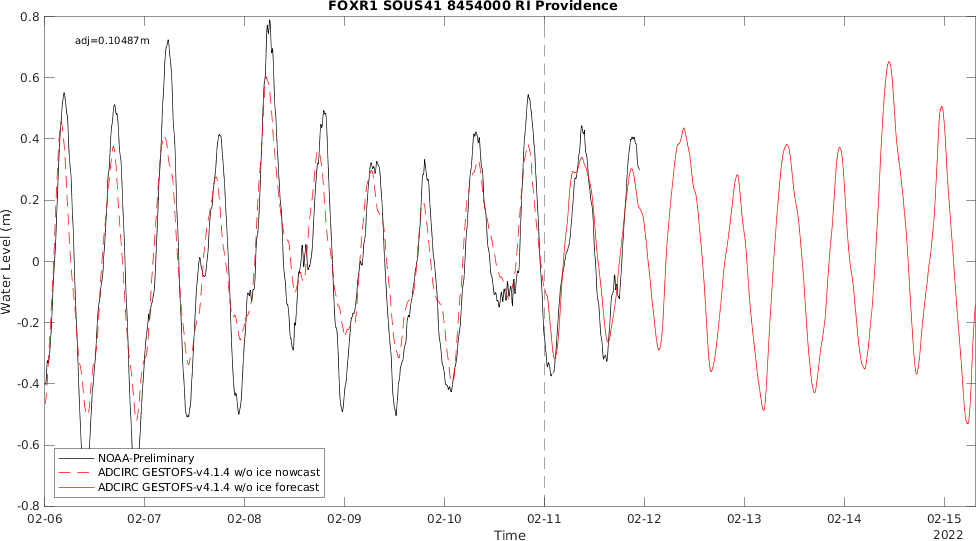 FOXR1 SOUS41 8454000 RI Providence
adj=0.10487m
0.8
0.6
0.4
0.2
0
-0.2
-0.4
-0.6
-0.8
Water Level (m)
NOAA-Preliminary
ADCIRC GESTOFS-v4.1.4 w/o ice nowcast
ADCIRC GESTOFS-v4.1.4 w/o ice forecast
02-06 02-07 02-08 02-09 02-10 02-11 02-12 02-13 02-14 02-15
Time
2022